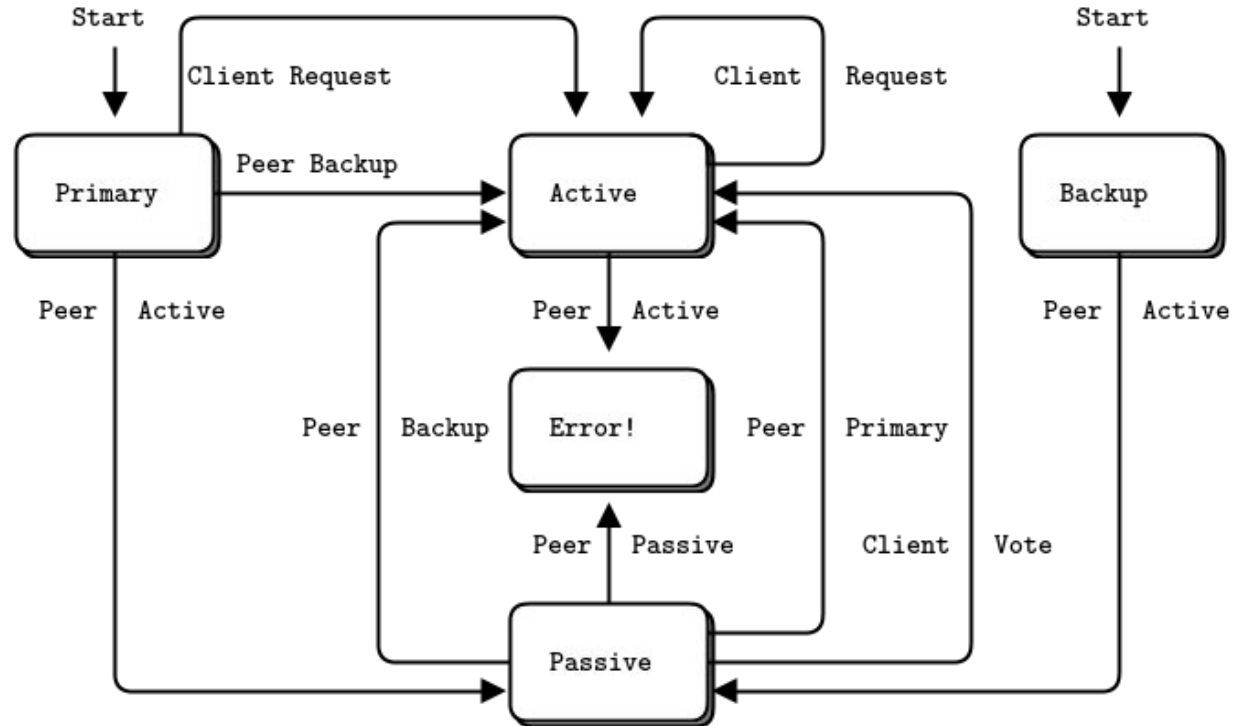 Start Start
Client Request Client Request
Peer Backup
Primary Active Backup
Peer Active Peer Active Peer Active
Peer Backup Error! Peer Primary
Peer Passive Client Vote
Passive